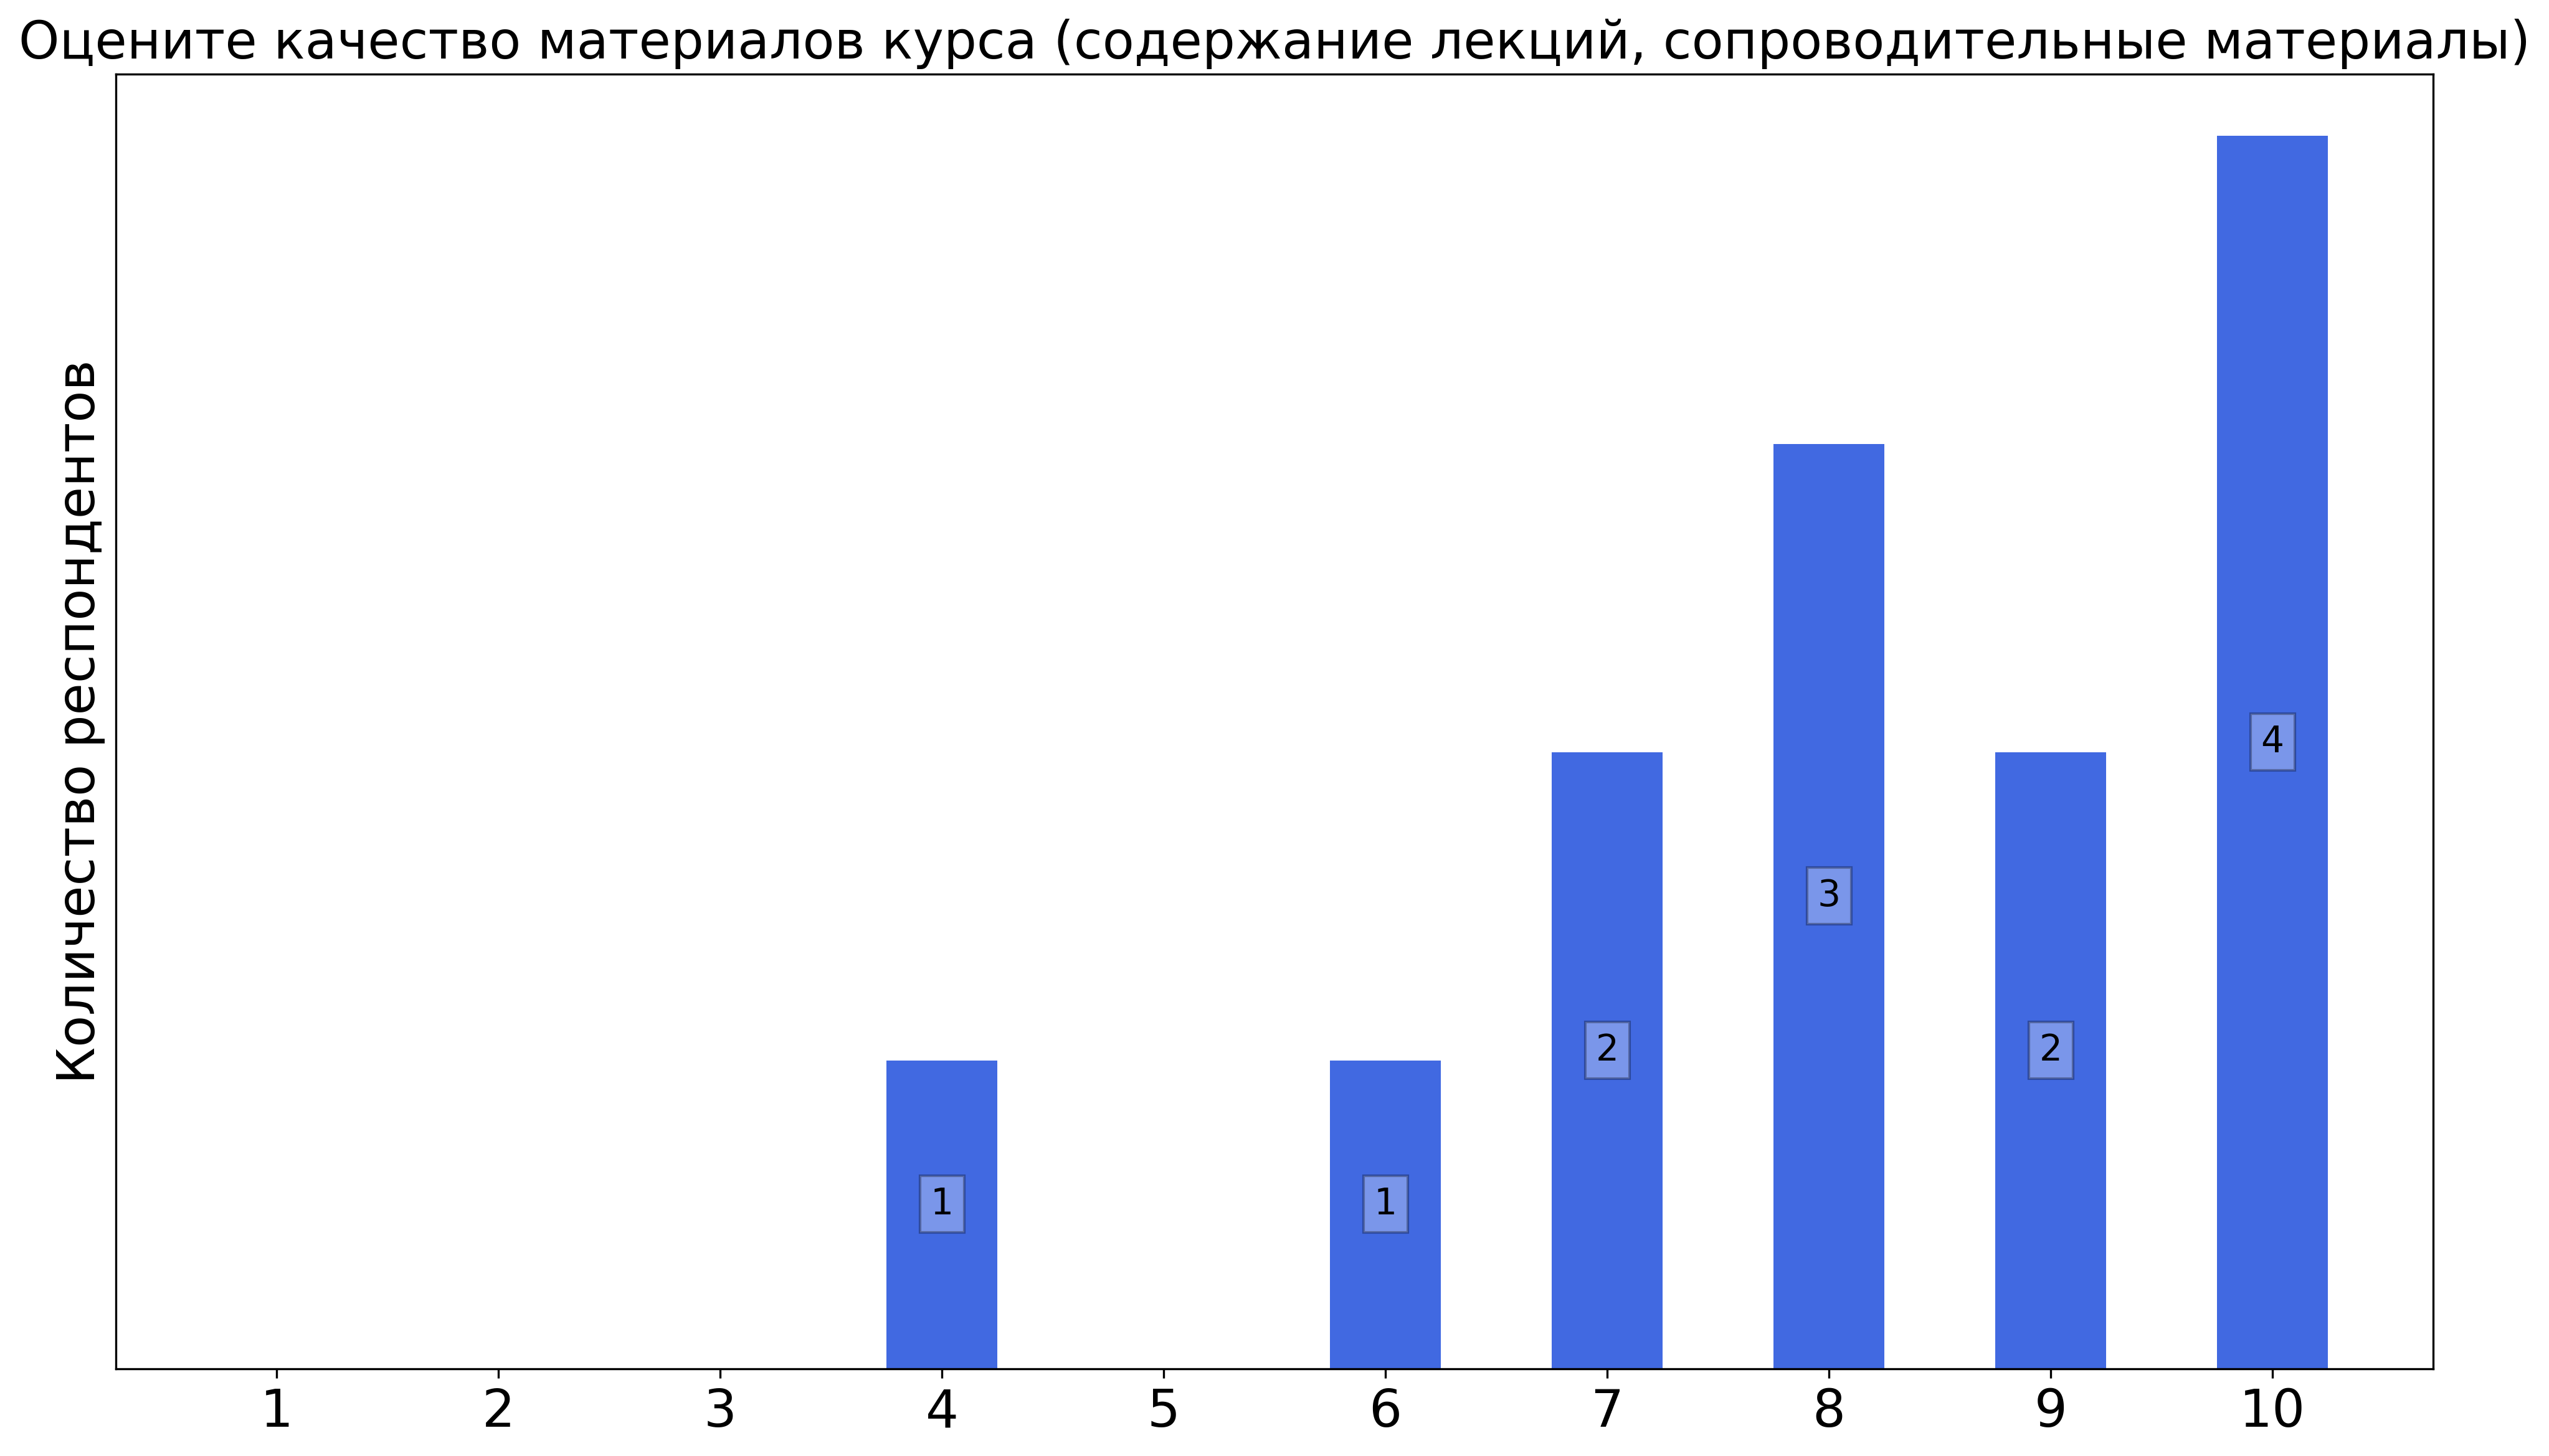 Оцените качество материалов курса (содержание лекций, сопроводительные материалы)
Количество респондентов
4
3
2
2
1
1
1 2 3 4 5 6 7 8 9 10